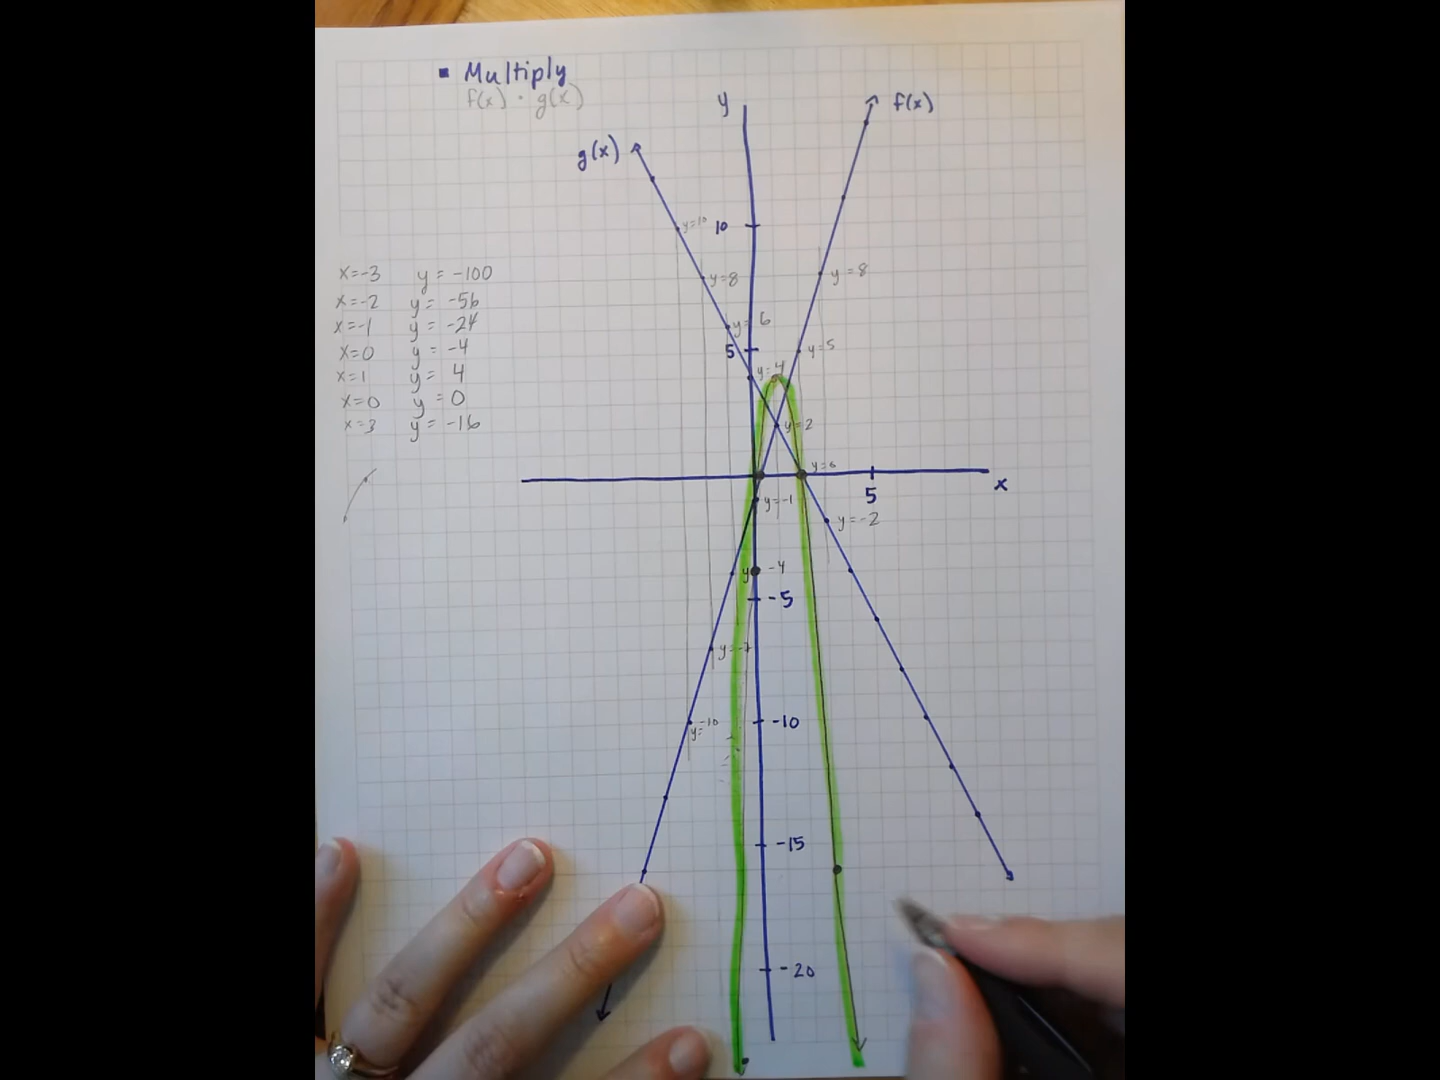 ▪ Multiply
f(x) · g(x)
y
f(x)
g(x)
y=10
10
x=-3 y = -100
y=8
y = 8
x=-2 y = -56
x=-1 y = -24
y= 6
x=0 y = -4
5
y=5
x=1 y = 4
y=4
x=0 y = 0
x=3 y = -16
y=2
x
5
y=-1
y=-2
y
-4
-5
y=-7
-10
y=-10
-15
-20